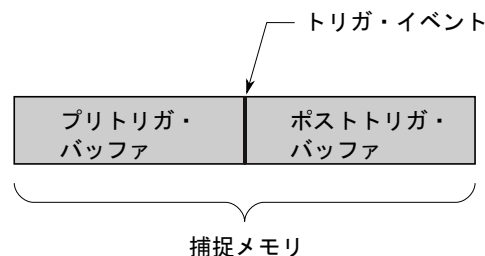 トリガ・イベント
プリトリガ・
バッファ
ポストトリガ・
バッファ
捕捉メモリ